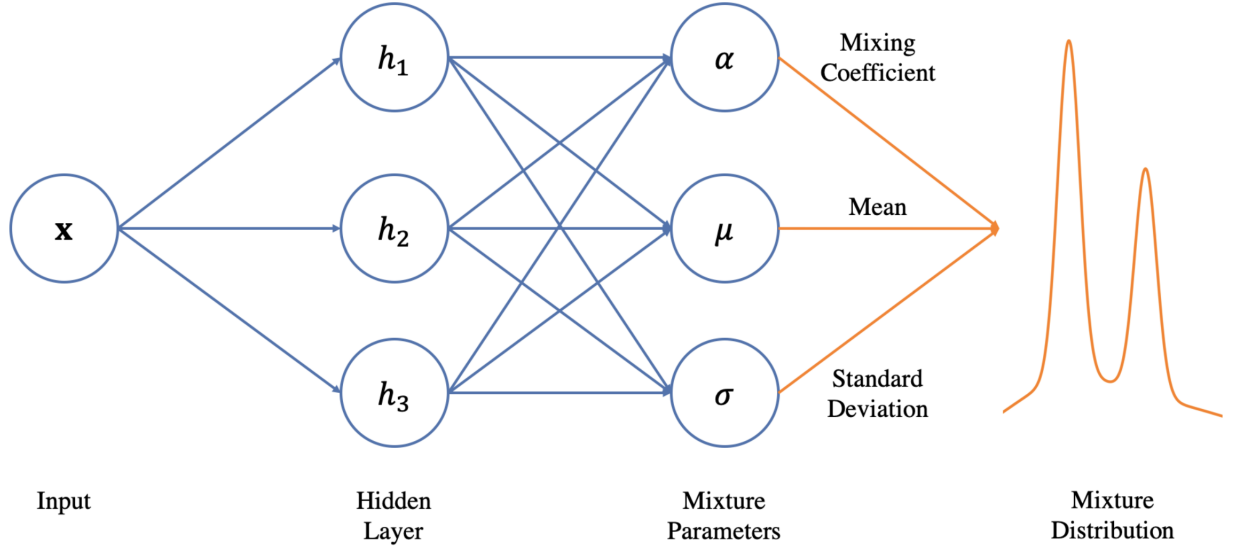 x
h₁
h₂
h₃
α
μ
σ
Mixing
Coefficient
Mean
Standard
Deviation
Input
Hidden
Layer
Mixture
Parameters
Mixture
Distribution